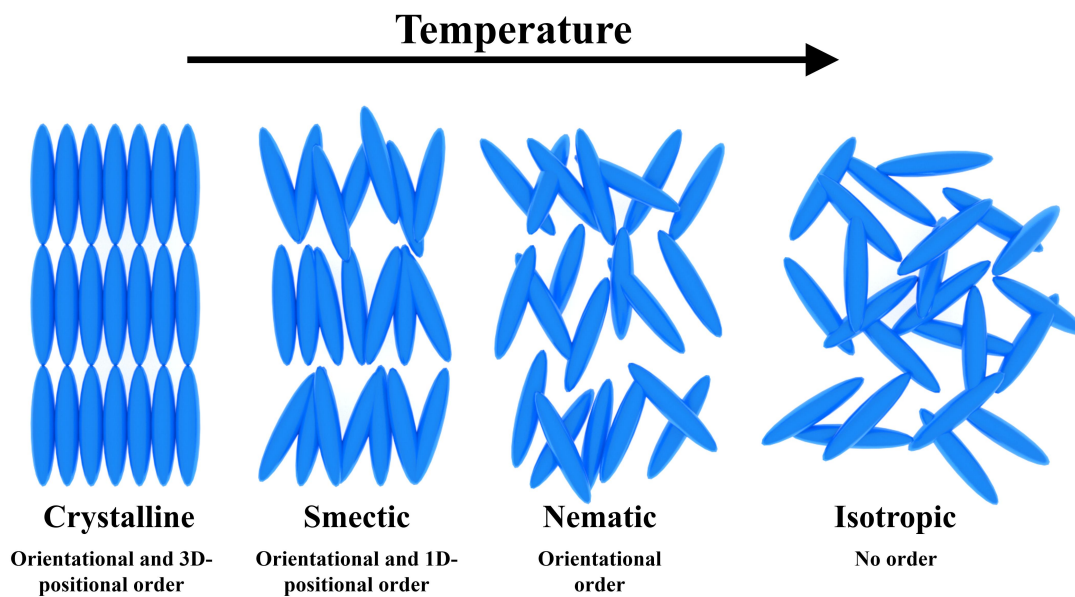 Temperature
Crystalline
Orientational and 3D-
positional order
Smectic
Orientational and 1D-
positional order
Nematic
Orientational
order
Isotropic
No order